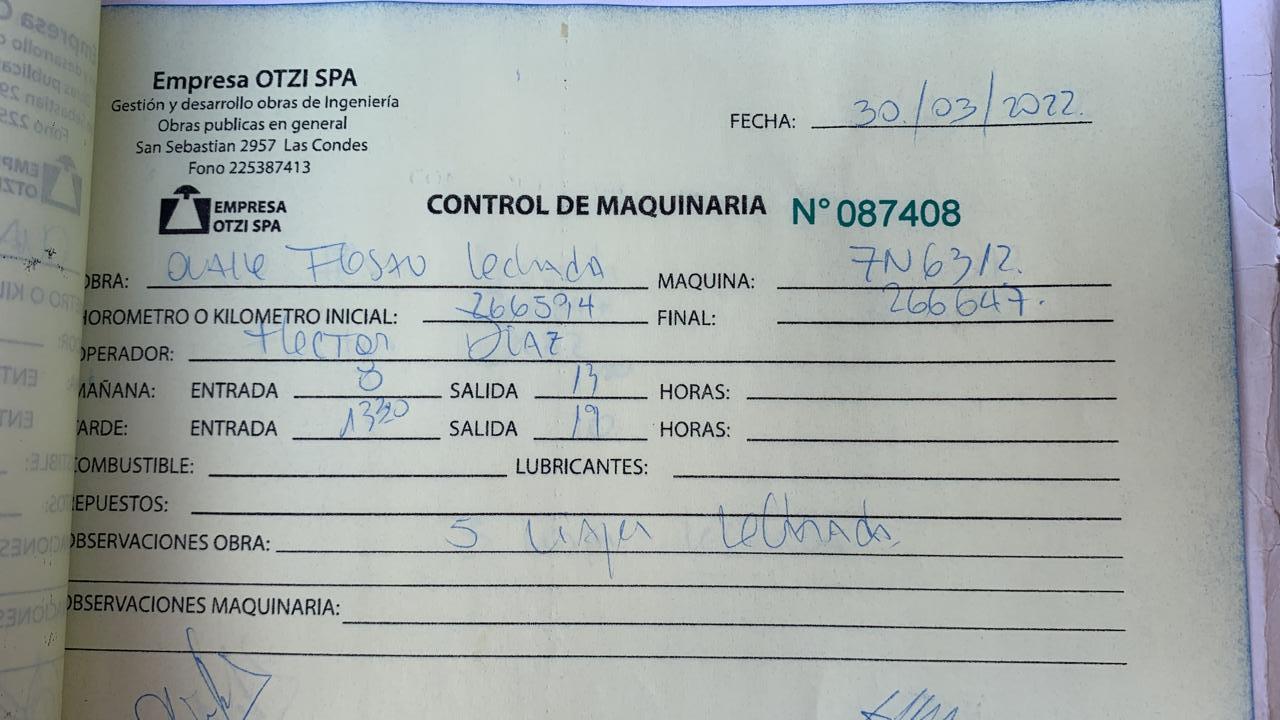 Empresa OTZI SPA
Gestión y desarrollo obras de Ingeniería
Obras publicas en general
San Sebastian 2957 Las Condes
Fono 225387413
FECHA: 30/03/2022.
EMPRESA
OTZI SPA
CONTROL DE MAQUINARIA N° 087408
OBRA: lechada MAQUINA: 7N6312.
HOROMETRO O KILOMETRO INICIAL: 266594 FINAL: 266647.
OPERADOR: Hector DIAZ
MAÑANA: ENTRADA 8 SALIDA 13 HORAS:
TARDE: ENTRADA 1330 SALIDA 19 HORAS:
COMBUSTIBLE: LUBRICANTES:
REPUESTOS:
OBSERVACIONES OBRA: 5 viajes lechada.
OBSERVACIONES MAQUINARIA: